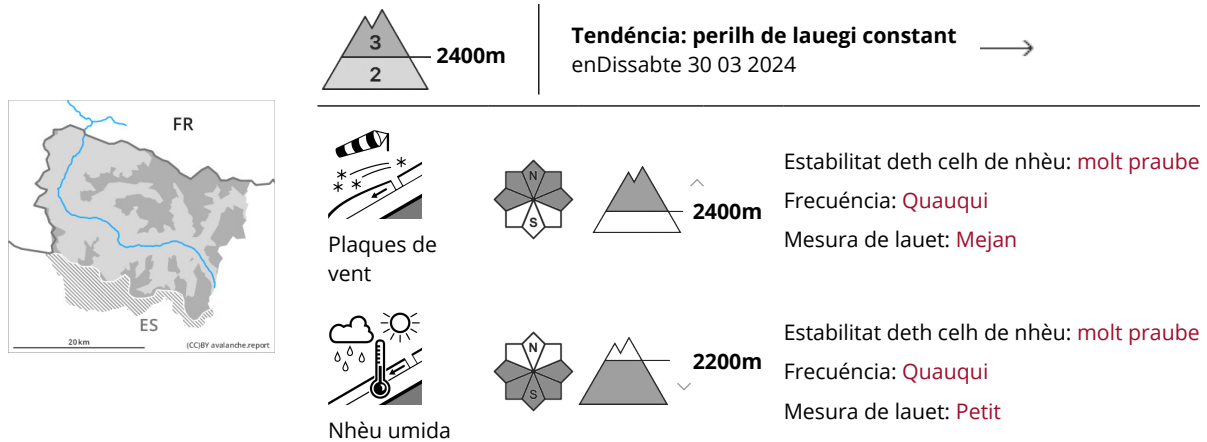 3
2
2400m
Tendéncia: perilh de lauegi constant
enDissabte 30 03 2024
FR
ES
20 km
(CC)BY avalanche.report
N
S
2400m
Plaques de
vent
Estabilitat deth celh de nhèu: molt praube
Frecuéncia: Quauqui
Mesura de lauet: Mejan
N
S
2200m
Nhèu umida
Estabilitat deth celh de nhèu: molt praube
Frecuéncia: Quauqui
Mesura de lauet: Petit